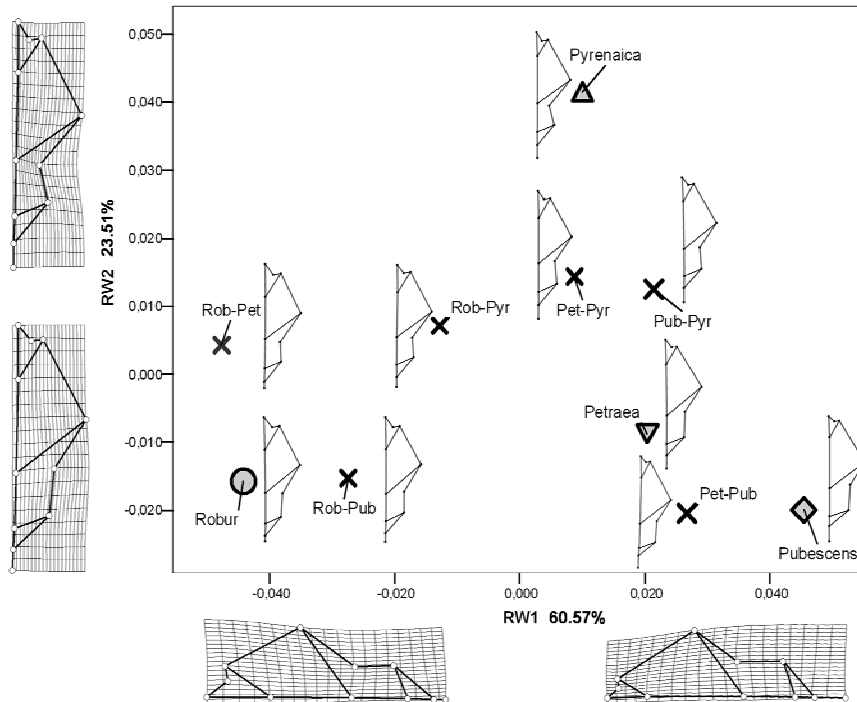 0,050
Pyrenaica
0,040
0,030
RW2 23.51%
0,020
0,010
Rob-Pet
Rob-Pyr
Pet-Pyr
Pub-Pyr
0,000
Petraea
-0,010
Pet-Pub
-0,020
Robur
Rob-Pub
Pubescens
-0,040
-0,020
0,000
0,020
0,040
RW1 60.57%